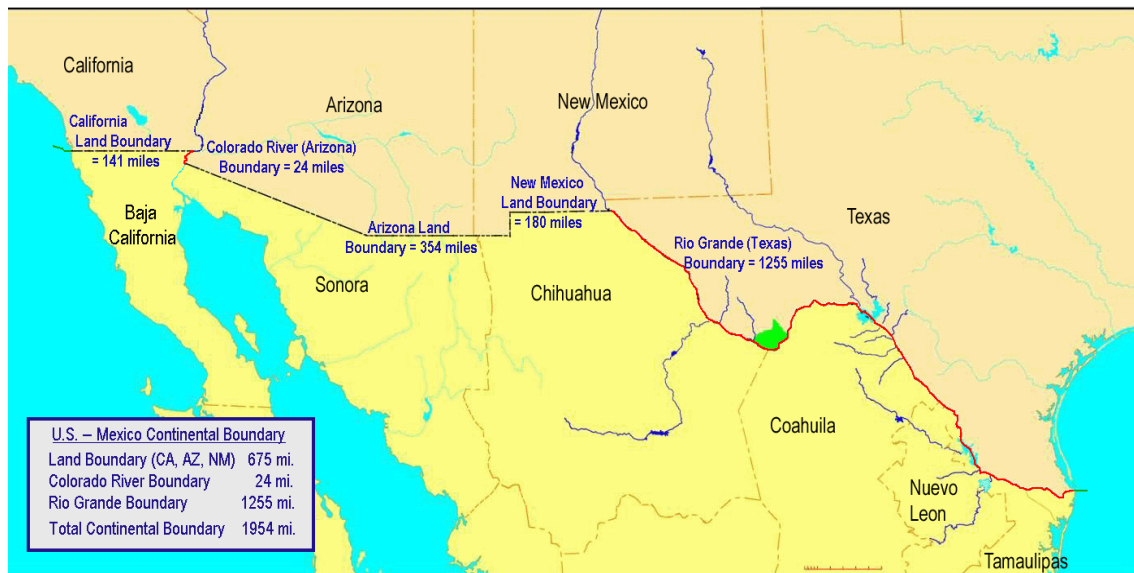 California
Arizona
New Mexico
Texas
California
Land Boundary
= 141 miles
Colorado River (Arizona)
Boundary = 24 miles
New Mexico
Land Boundary
= 180 miles
Arizona Land
Boundary = 354 miles
Rio Grande (Texas)
Boundary = 1255 miles
Baja
California
Sonora
Chihuahua
Coahuila
Nuevo
Leon
Tamaulipas
U.S. – Mexico Continental Boundary
Land Boundary (CA, AZ, NM) 675 mi.
Colorado River Boundary 24 mi.
Rio Grande Boundary 1255 mi.
Total Continental Boundary 1954 mi.